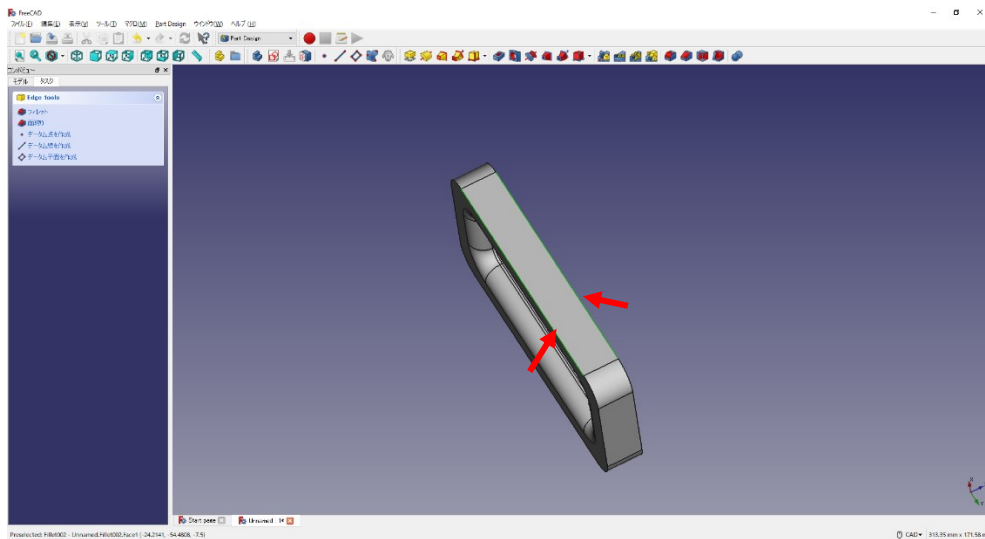 FreeCAD
ファイル(F) 編集(E) 表示(V) ツール(T) マクロ(M) Part Design ウィンドウ(W) ヘルプ(H)
Part Design
コンボビュー
モデル タスク
Edge tools
フィレット
面取り
データム点を作成
データム線を作成
データム平面を作成
Start page Unnamed : 1*
Preselected: Fillet002 - Unnamed.Fillet002.Face1 (-24.2141, -54.4808, -7.5)
CAD 313.35 mm x 171.58 m